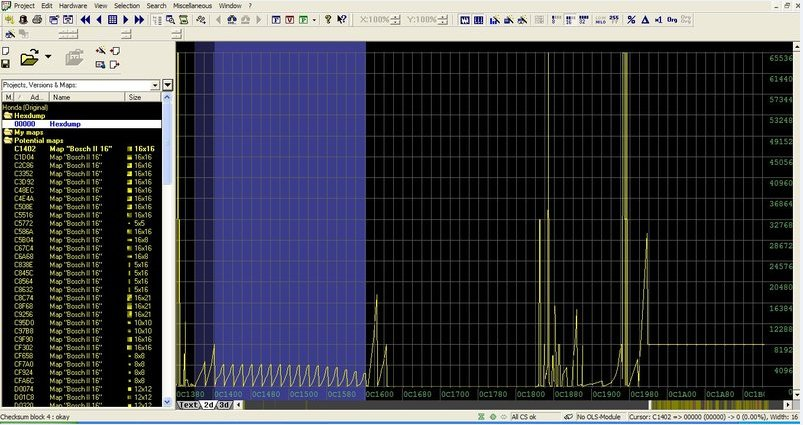 Project Edit Hardware View Selection Search Miscellaneous Window ?
X:100% Y:100%
Projects, Versions & Maps:
M / Ad... Name Size
Honda (Original)
Hexdump
00000 Hexdump
My maps
Potential maps
C1402 Map "Bosch II 16" 16x16
C1D04 Map "Bosch II 16" 16x16
C2C86 Map "Bosch II 16" 16x16
C3352 Map "Bosch II 16" 16x16
C3D92 Map "Bosch II 16" 16x16
C48EC Map "Bosch II 16" 16x16
C4E4A Map "Bosch II 16" 16x16
C508E Map "Bosch II 16" 16x16
C5516 Map "Bosch II 16" 16x16
C5772 Map "Bosch II 16" 5x5
C586A Map "Bosch II 16" 16x16
C5B04 Map "Bosch II 16" 16x8
C67C4 Map "Bosch II 16" 16x16
C6A68 Map "Bosch II 16" 16x8
C838E Map "Bosch II 16" 5x16
C845C Map "Bosch II 16" 5x16
C8564 Map "Bosch II 16" 5x16
C8632 Map "Bosch II 16" 5x16
C8C74 Map "Bosch II 16" 16x21
C8F68 Map "Bosch II 16" 16x21
C9256 Map "Bosch II 16" 16x21
C95D0 Map "Bosch II 16" 10x10
C97B8 Map "Bosch II 16" 10x10
C9F90 Map "Bosch II 16" 16x16
CF302 Map "Bosch II 16" 16x16
CF658 Map "Bosch II 16" 8x8
CF7A0 Map "Bosch II 16" 8x8
CF924 Map "Bosch II 16" 8x8
CFA6C Map "Bosch II 16" 8x8
D0074 Map "Bosch II 16" 12x12
D01C8 Map "Bosch II 16" 12x12
D0320 Map "Bosch II 16" 12x12
65536
61440
57344
53248
49152
45056
40960
36864
32768
28672
24576
20480
16384
12288
8192
4096
0
0C1380 0C1400 0C1480 0C1500 0C1580 0C1600 0C1680 0C1700 0C1780 0C1800 0C1880 0C1900 0C1980 0C1A00 0C1A80 0C1B0
Text 2d 3d
Checksum block 4 : okay All CS ok No OLS-Module Cursor: C1402 => 00000 (00000) -> 0 (0.00%), Width: 16